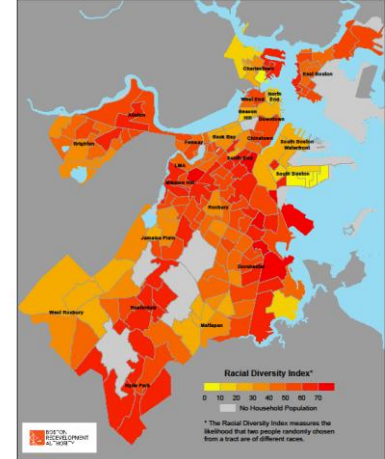 Charlestown
East Boston
West End
North
End
Beacon
Hill
Downtown
Allston
Back Bay
Chinatown
Fenway
Brighton
South Boston
Waterfront
LMA
South End
South Boston
Mission Hill
Roxbury
Jamaica Plain
Dorchester
West Roxbury
Roslindale
Mattapan
Hyde Park
Racial Diversity Index*
0 10 20 30 40 50 60 70 80
No Household Population
* The Racial Diversity Index measures the
likelihood that two people randomly chosen
from a tract are of different races.
BOSTON
REDEVELOPMENT
AUTHORITY